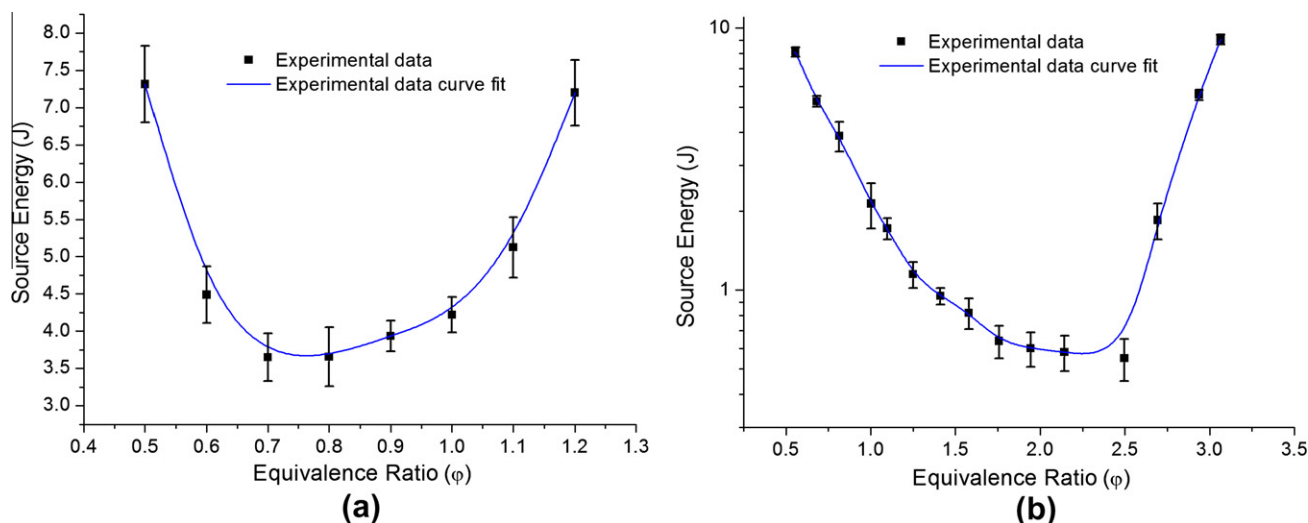 (a)
8.0
7.5
7.0
6.5
6.0
5.5
5.0
4.5
4.0
3.5
3.0
Source Energy (J)
Experimental data
Experimental data curve fit
0.4 0.5 0.6 0.7 0.8 0.9 1.0 1.1 1.2 1.3
Equivalence Ratio (φ)
(a)
10
1
Source Energy (J)
Experimental data
Experimental data curve fit
0.5 1.0 1.5 2.0 2.5 3.0 3.5
Equivalence Ratio (φ)
(b)